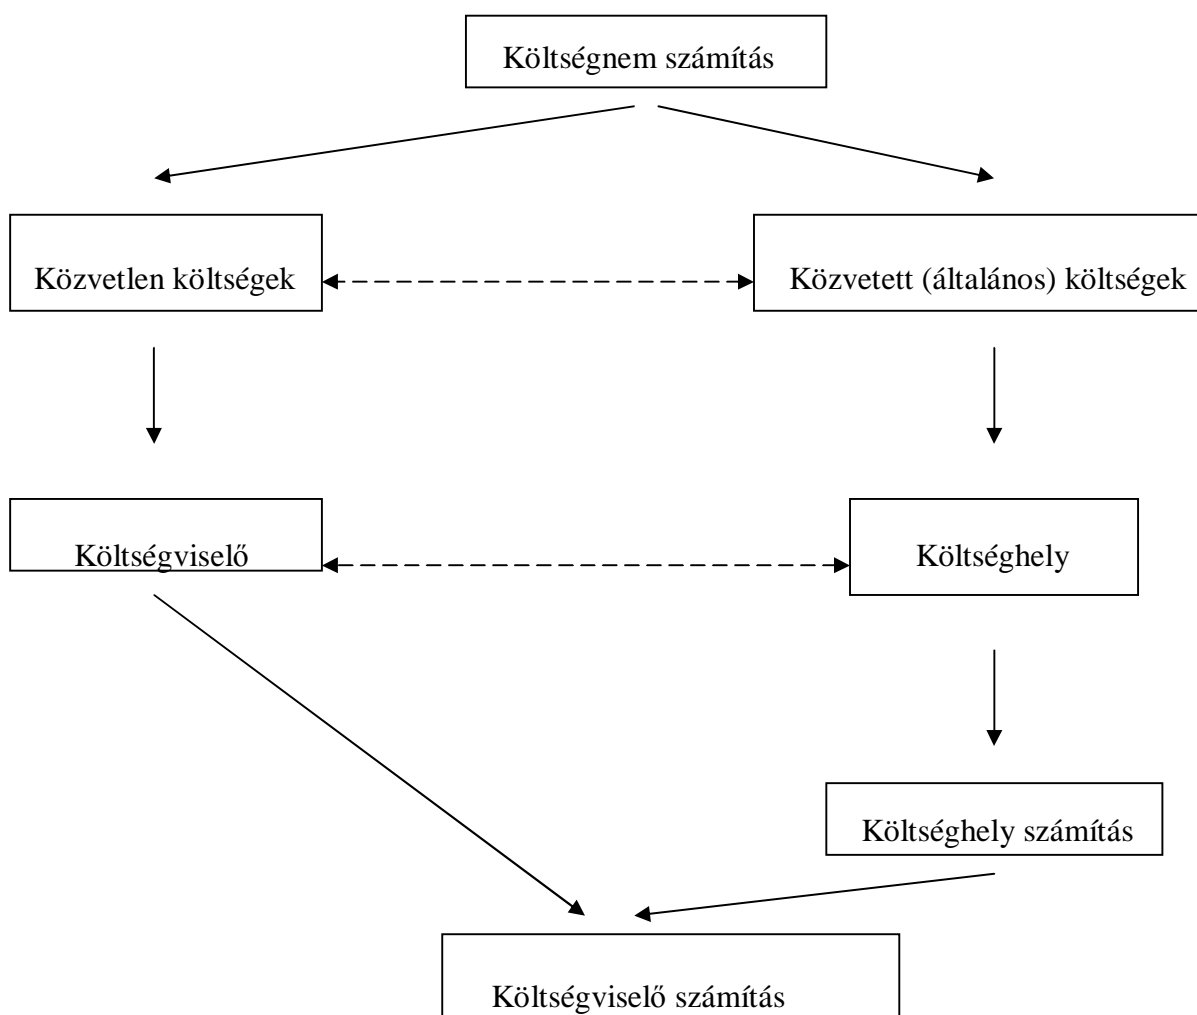 Költségnem számítás
Közvetlen költségek
Közvetett (általános) költségek
Költségviselő
Költséghely
Költséghely számítás
Költségviselő számítás